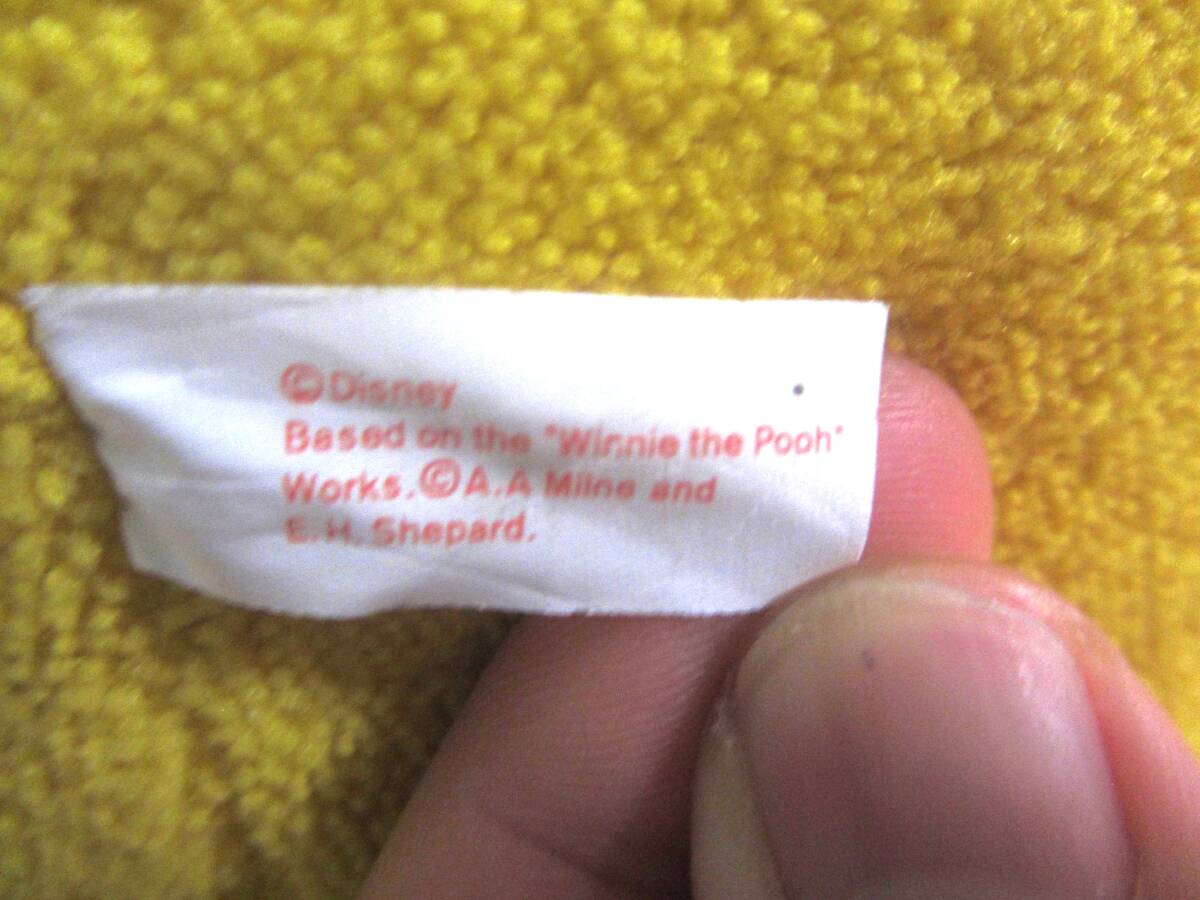 ©Disney
Based on the "Winnie the Pooh"
Works.©A.A Milne and
E.H. Shepard.